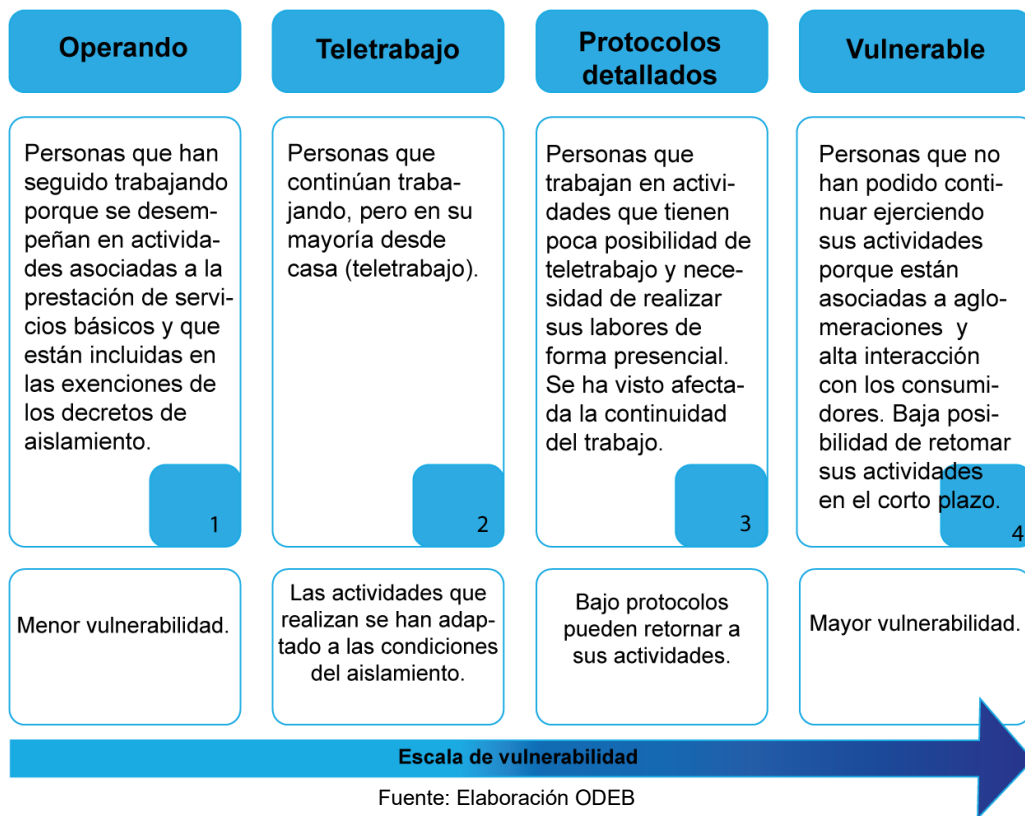 Operando
Personas que han
seguido trabajando
porque se desem-
peñan en activida-
des asociadas a la
prestación de servi-
cios básicos y que
están incluidas en
las exenciones de
los decretos de
aislamiento.
1
Menor vulnerabilidad.
Teletrabajo
Personas que
continúan traba-
jando, pero en su
mayoría desde
casa (teletrabajo).
2
Las actividades que
realizan se han adap-
tado a las condiciones
del aislamiento.
Protocolos
detallados
Personas que
trabajan en activi-
dades que tienen
poca posibilidad de
teletrabajo y nece-
sidad de realizar
sus labores de
forma presencial.
Se ha visto afecta-
da la continuidad
del trabajo.
3
Bajo protocolos
pueden retornar a
sus actividades.
Vulnerable
Personas que no
han podido conti-
nuar ejerciendo
sus actividades
porque están
asociadas a aglo-
meraciones y
alta interacción
con los consumi-
dores. Baja posi-
bilidad de retomar
sus actividades
en el corto plazo.
4
Mayor vulnerabilidad.
Escala de vulnerabilidad
Fuente: Elaboración ODEB